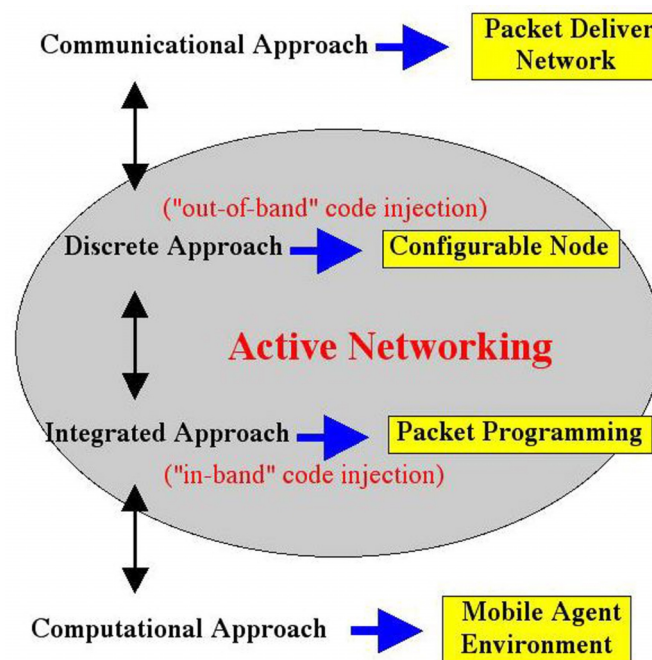 Communicational Approach
Packet Deliver
Network
("out-of-band" code injection)
Discrete Approach
Configurable Node
Active Networking
Integrated Approach
Packet Programming
("in-band" code injection)
Computational Approach
Mobile Agent
Environment